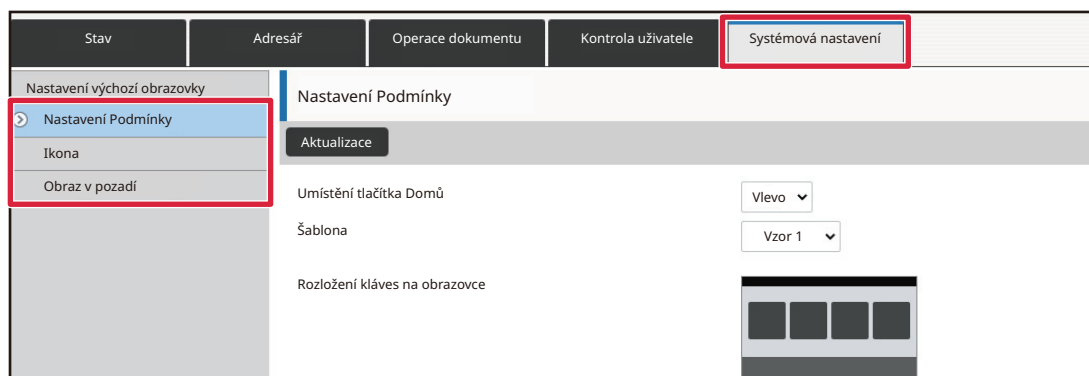 Stav
Adresář
Operace dokumentu
Kontrola uživatele
Systémová nastavení
Nastavení výchozí obrazovky
Nastavení Podmínky
Ikona
Obraz v pozadí
Nastavení Podmínky
Aktualizace
Umístění tlačítka Domů
Vlevo
Šablona
Vzor 1
Rozložení kláves na obrazovce